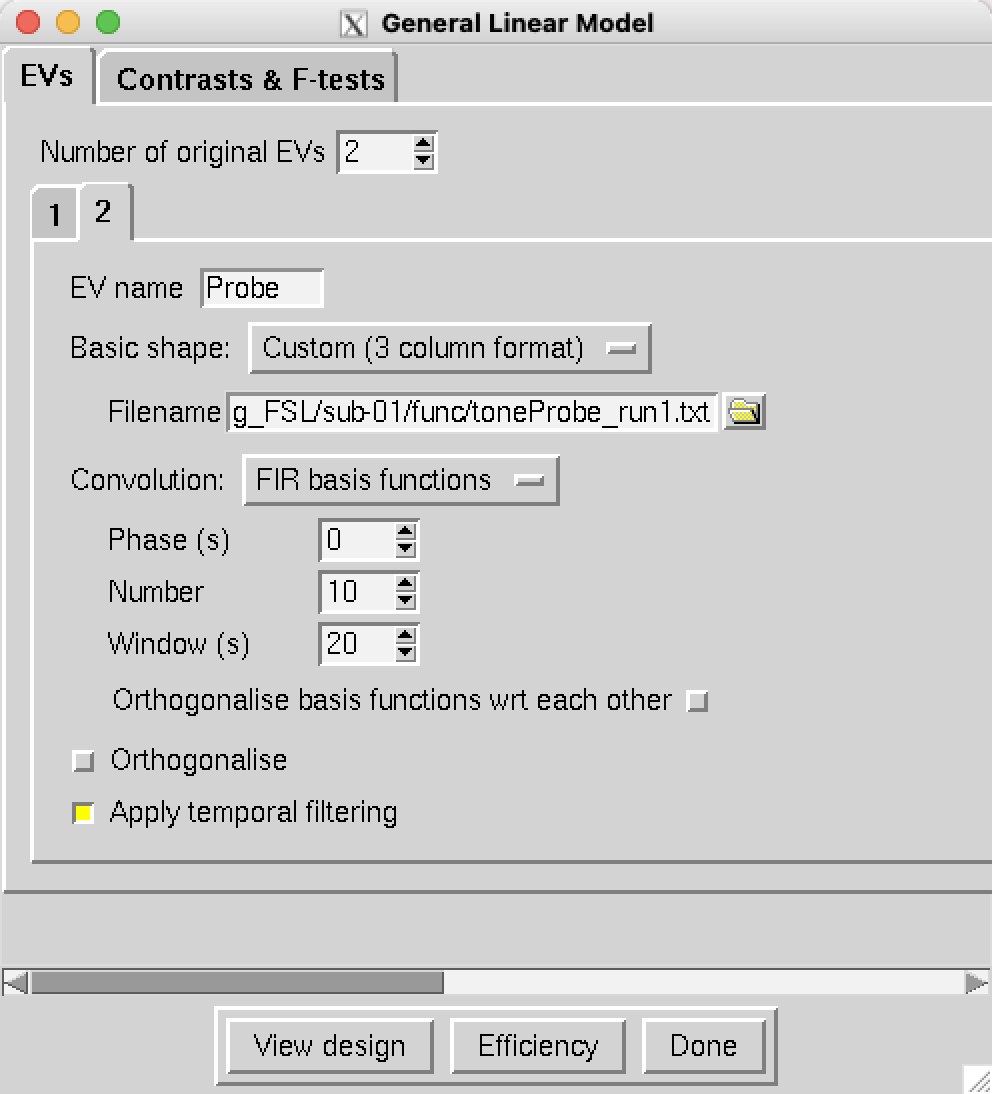 General Linear Model
EVs Contrasts & F-tests
Number of original EVs 2
1 2
EV name Probe
Basic shape: Custom (3 column format)
Filename g_FSL/sub-01/func/toneProbe_run1.txt
Convolution: FIR basis functions
Phase (s) 0
Number 10
Window (s) 20
Orthogonalise basis functions wrt each other
Orthogonalise
Apply temporal filtering
View design Efficiency Done